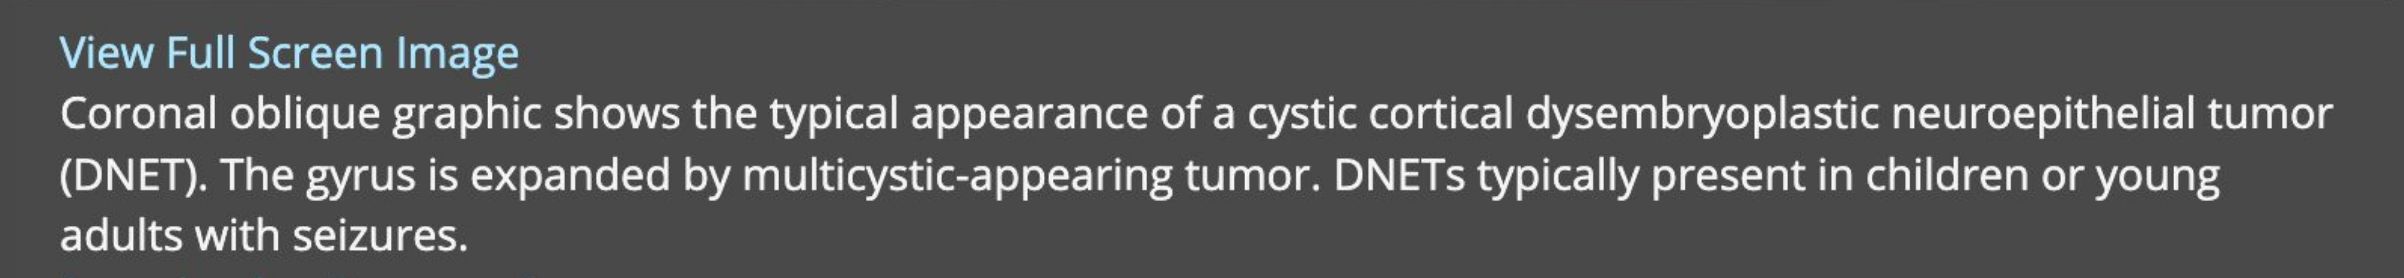 View Full Screen Image
Coronal oblique graphic shows the typical appearance of a cystic cortical dysembryoplastic neuroepithelial tumor
(DNET). The gyrus is expanded by multicystic-appearing tumor. DNETs typically present in children or young
adults with seizures.